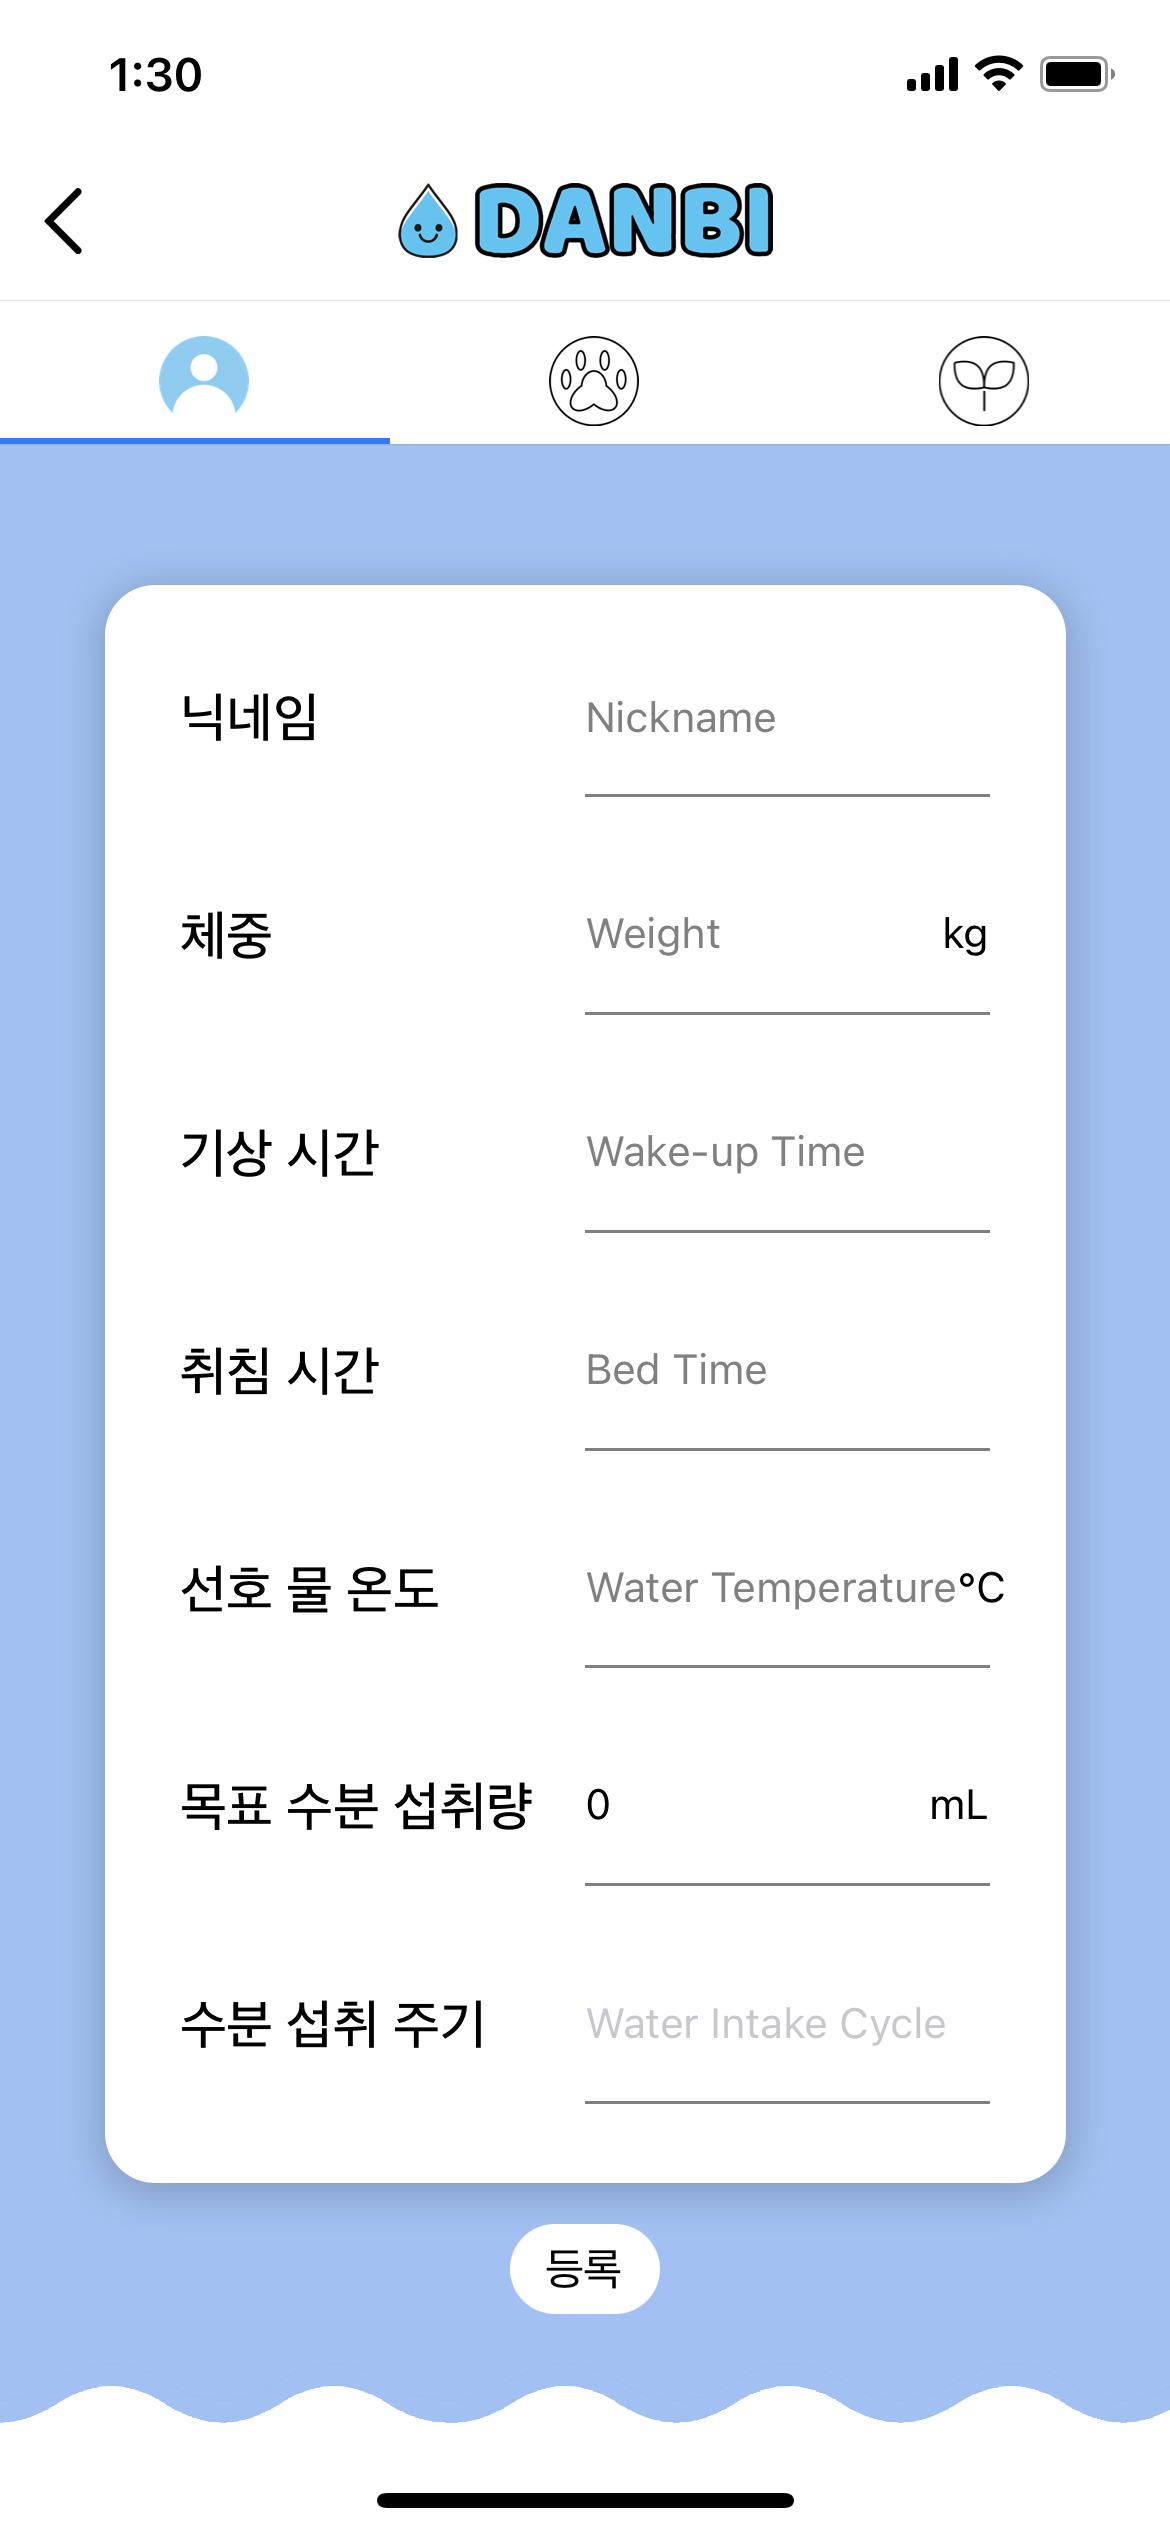 1:30
DANBI
닉네임 Nickname
체중 Weight kg
기상 시간 Wake-up Time
취침 시간 Bed Time
선호 물 온도 Water Temperature°C
목표 수분 섭취량 0 mL
수분 섭취 주기 Water Intake Cycle
등록